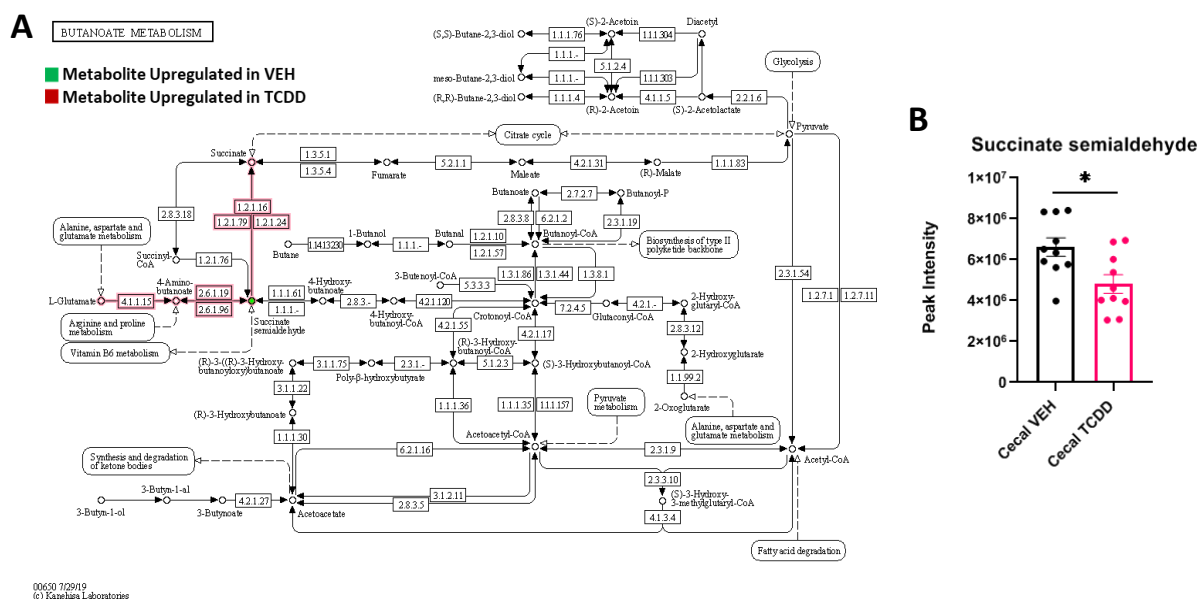 A
BUTANOATE METABOLISM
Metabolite Upregulated in VEH
Metabolite Upregulated in TCDD
(S,S)-Butane-2,3-diol
1.1.1.76
(S)-2-Acetoin
1.1.1.304
Diacetyl
1.1.1.-
5.1.2.4
1.1.1.303
meso-Butane-2,3-diol
(R,R)-Butane-2,3-diol
1.1.1.4
(R)-2-Acetoin
4.1.1.5
(S)-2-Acetolactate
2.2.1.6
Glycolysis
Citrate cycle
Pyruvate
Succinate
1.3.5.1
1.3.5.4
Fumarate
5.2.1.1
Maleate
4.2.1.31
(R)-Malate
1.1.1.83
2.8.3.18
1.2.1.16
1.2.1.79
1.2.1.24
Butanoate
2.7.2.7
Butanoyl-P
2.8.3.8
6.2.1.2
2.3.1.19
Alanine, aspartate and
glutamate metabolism
Succinyl-
CoA
1.2.1.76
Butane
1.14.13.230
1-Butanol
1.1.1.-
Butanal
1.2.1.10
1.2.1.57
Butanoyl-CoA
Biosynthesis of type II
polyketide backbone
L-Glutamate
4.1.1.15
4-Amino-
butanoate
2.6.1.19
2.6.1.96
Succinate
semialdehyde
1.1.1.61
1.1.1.-
4-Hydroxy-
butanoate
2.8.3.-
4-Hydroxy-
butanoyl-CoA
4.2.1.120
3-Butenoyl-CoA
5.3.3.3
1.3.1.86
1.3.1.44
1.3.8.1
2.3.1.54
1.2.7.1
1.2.7.11
Crotonoyl-CoA
7.2.4.5
Glutaconyl-CoA
4.2.1.-
2-Hydroxy-
glutaryl-CoA
Arginine and proline
metabolism
Vitamin B6 metabolism
4.2.1.55
4.2.1.17
2.8.3.12
(R)-3-Hydroxy-
butanoyl-CoA
2-Hydroxyglutarate
(R)-3-((R)-3-Hydroxy-
butanoyloxy)butanoate
3.1.1.75
Poly-β-hydroxybutyrate
2.3.1.-
5.1.2.3
(S)-3-Hydroxybutanoyl-CoA
1.1.99.2
3.1.1.22
1.1.1.36
1.1.1.35
1.1.1.157
Pyruvate
metabolism
2-Oxoglutarate
(R)-3-Hydroxybutanoate
1.1.1.30
Acetoacetyl-CoA
Alanine, aspartate and
glutamate metabolism
Synthesis and degradation
of ketone bodies
6.2.1.16
2.3.1.9
Acetyl-CoA
2.3.3.10
3-Butyn-1-ol
3-Butyn-1-al
3-Butynoate
4.2.1.27
Acetoacetate
3.1.2.11
2.8.3.5
(S)-3-Hydroxy-
3-methylglutaryl-CoA
4.1.3.4
Fatty acid degradation
00650 7/29/19
(c) Kanehisa Laboratories
B
Succinate semialdehyde
Peak Intensity
1×10⁷
8×10⁶
6×10⁶
4×10⁶
2×10⁶
0
*
Cecal VEH
Cecal TCDD